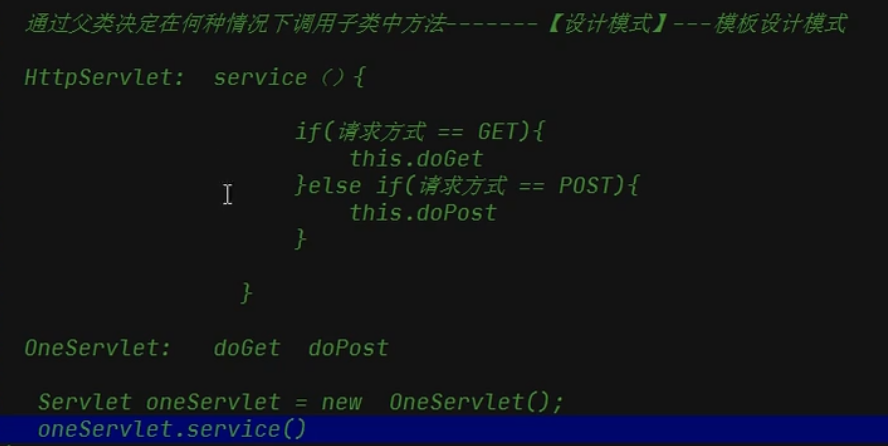 通过父类决定在何种情况下调用子类中方法-------【设计模式】---模板设计模式
HttpServlet:  service（）{
if(请求方式 == GET){
this.doGet
}else if(请求方式 == POST){
this.doPost
}
}
OneServlet:   doGet  doPost
Servlet oneServlet = new  OneServlet();
oneServlet.service()